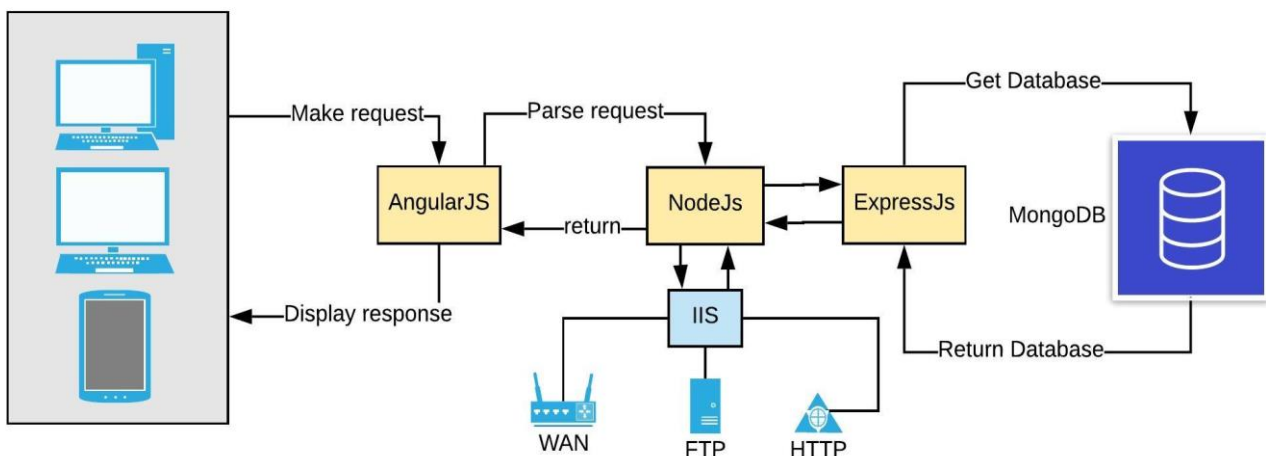 Get Database
Make request
Parse request
AngularJS
NodeJs
ExpressJs
MongoDB
return
Display response
IIS
Return Database
WAN
FTP
HTTP